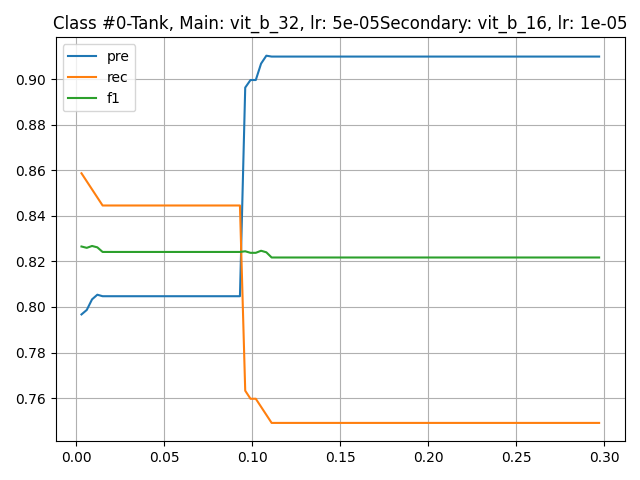 Class #0-Tank, Main: vit_b_32, lr: 5e-05Secondary: vit_b_16, lr: 1e-05
pre
rec
f1
0.90
0.88
0.86
0.84
0.82
0.80
0.78
0.76
0.00 0.05 0.10 0.15 0.20 0.25 0.30